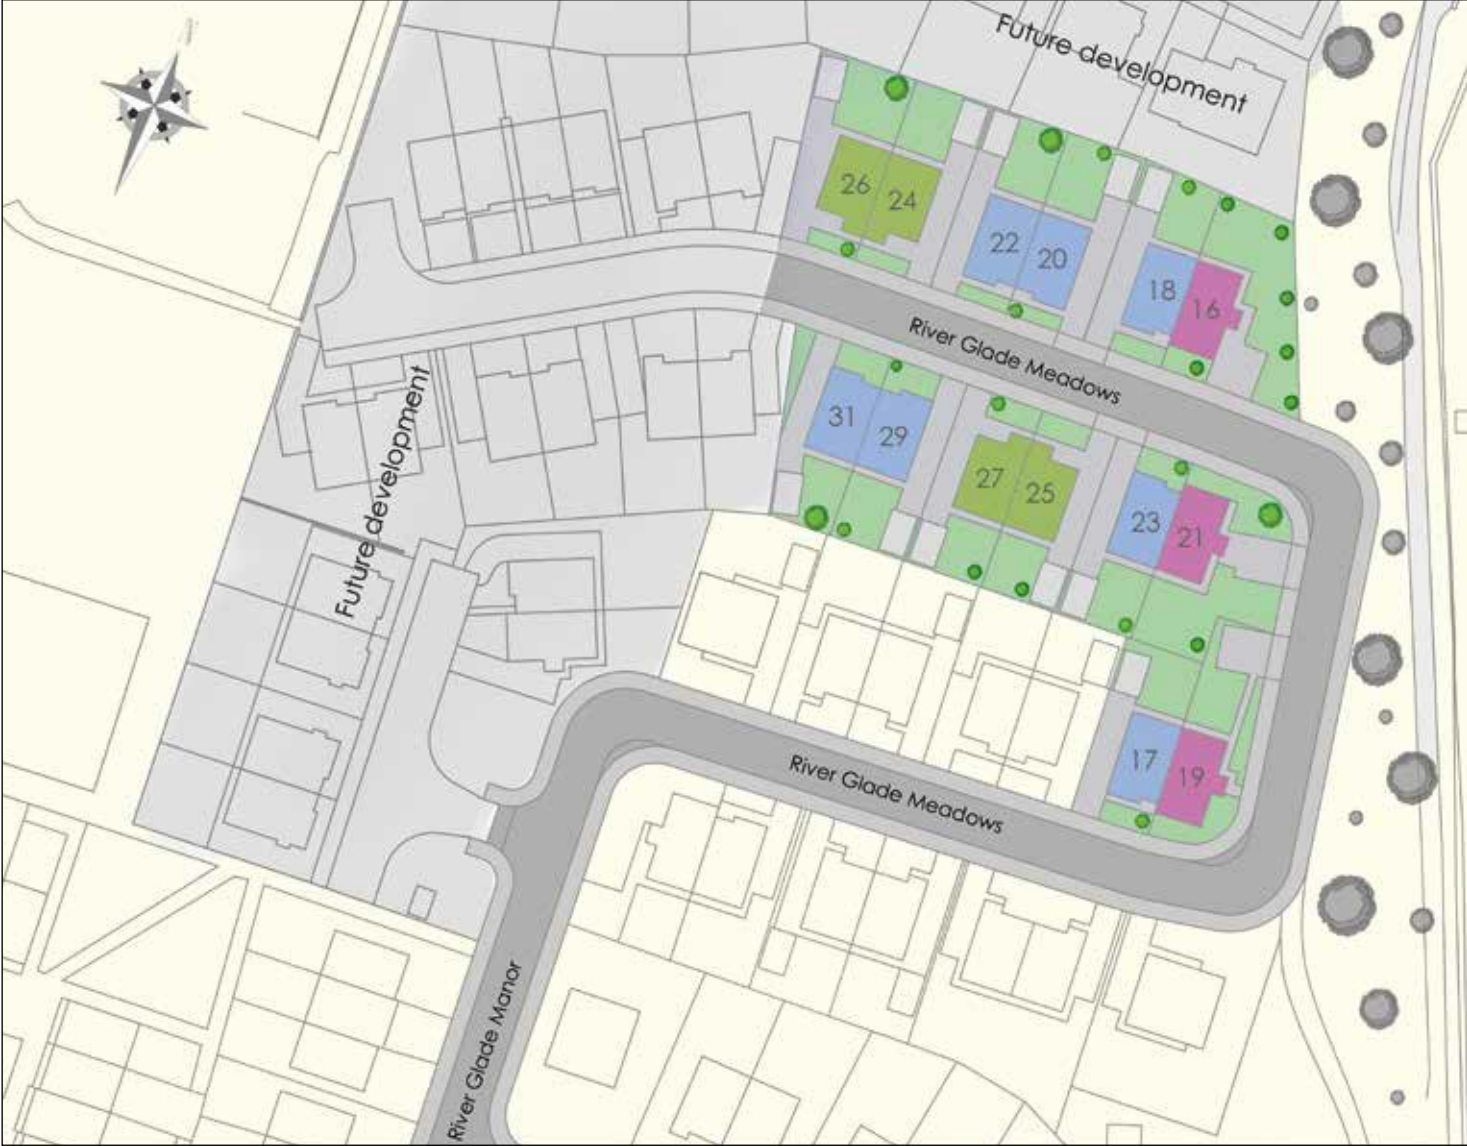 Future development
26 24
22 20
18 16
River Glade Meadows
31 29
27 25
23 21
Future development
17 19
River Glade Meadows
River Glade Manor